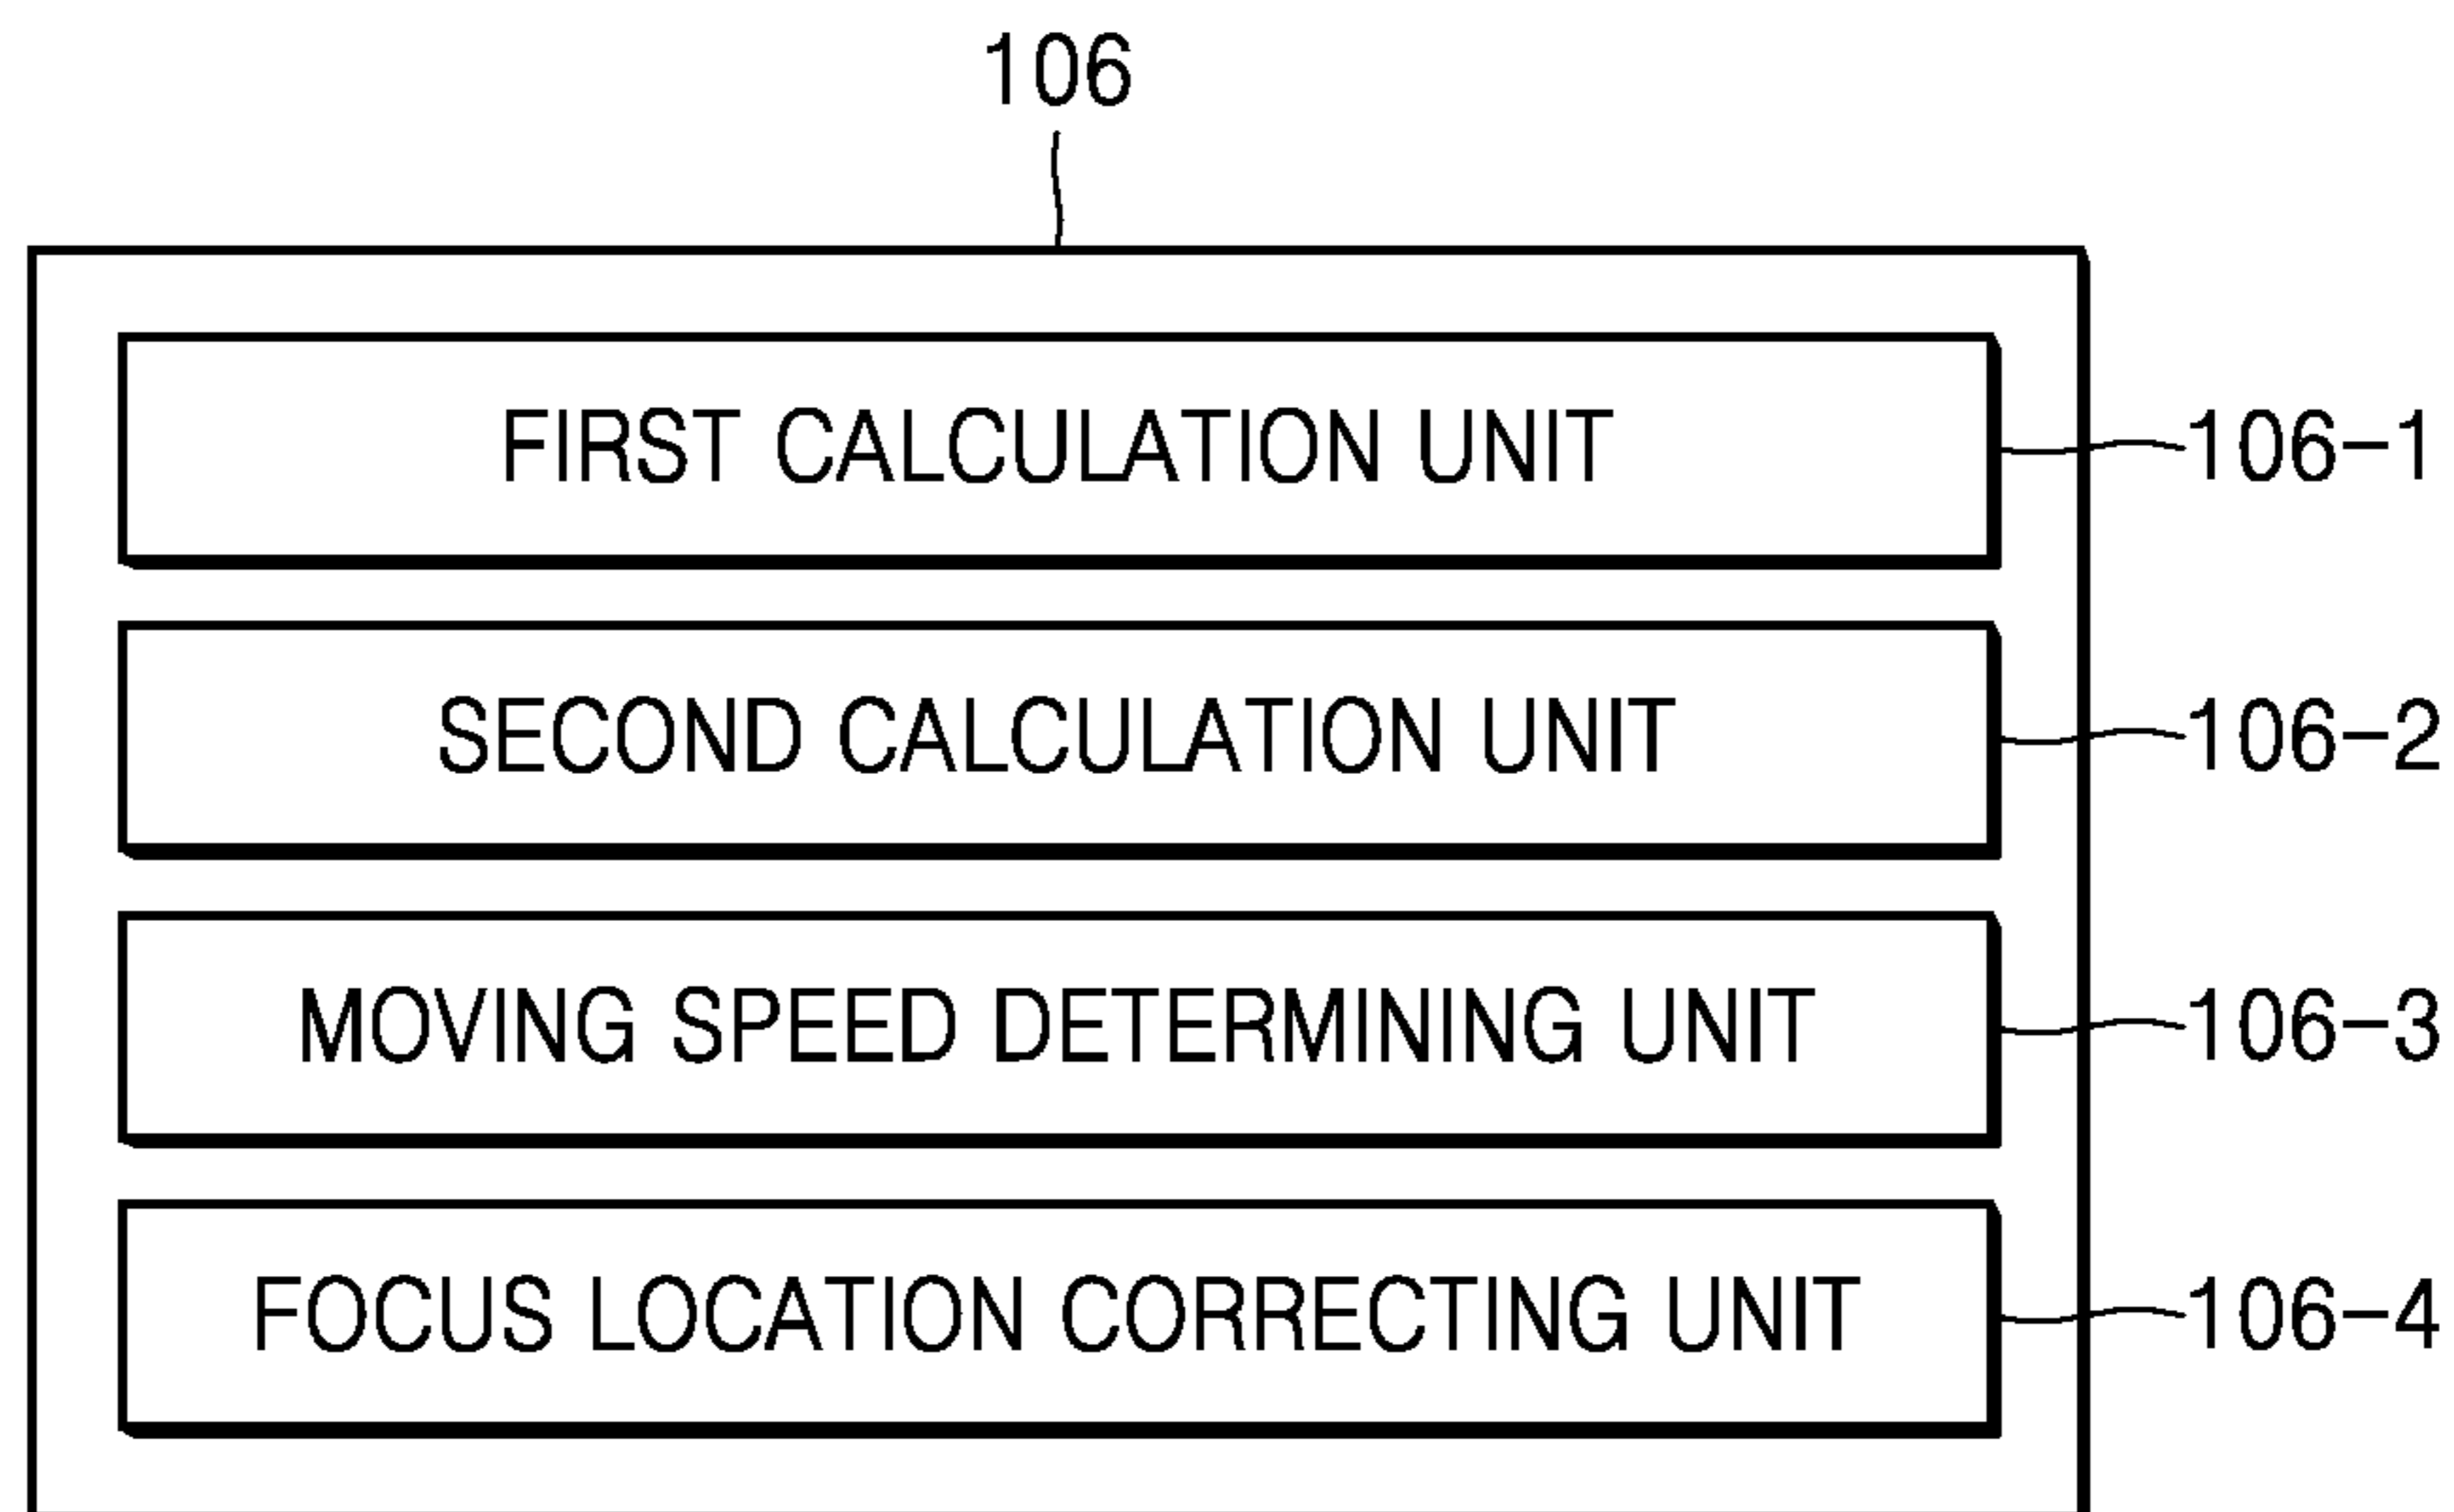 106
FIRST CALCULATION UNIT 106-1
SECOND CALCULATION UNIT 106-2
MOVING SPEED DETERMINING UNIT 106-3
FOCUS LOCATION CORRECTING UNIT 106-4